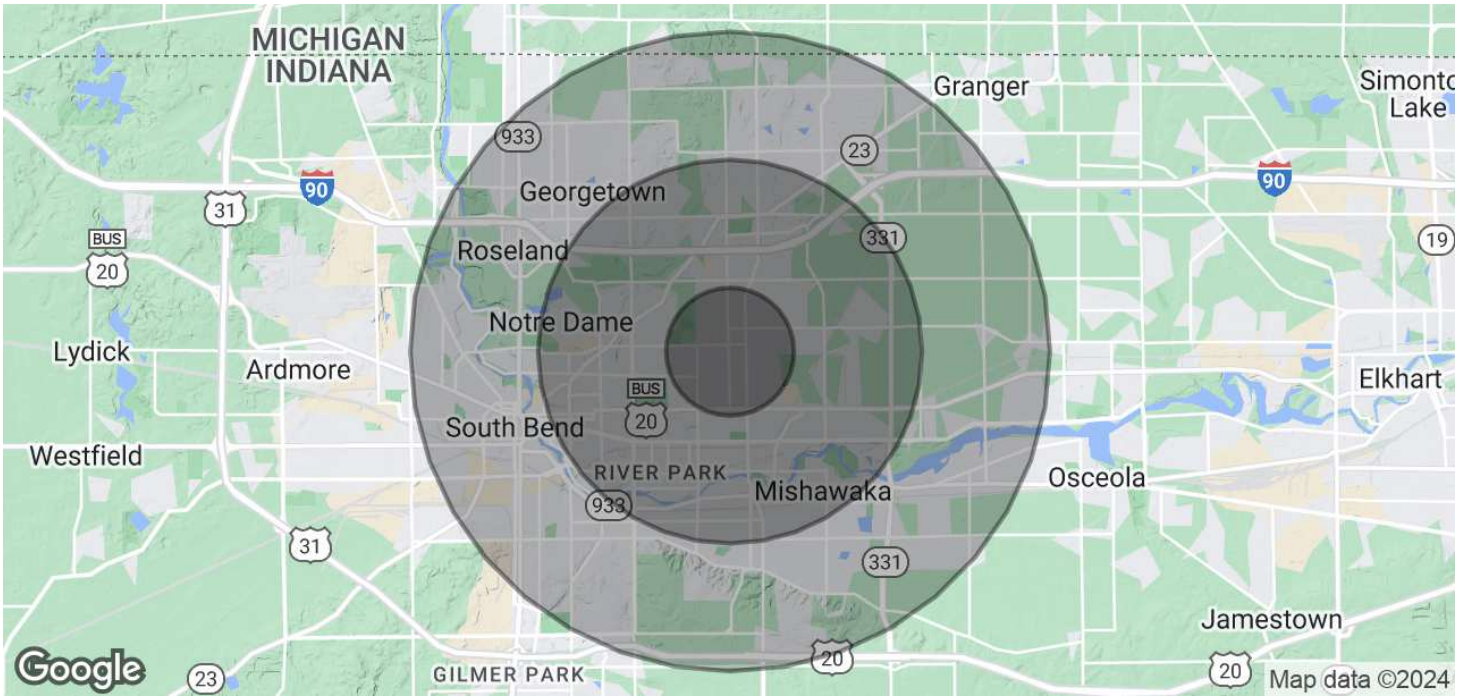 MICHIGAN
INDIANA
Granger
Simonto
Lake
933
23
90
Georgetown
90
31
331
19
BUS
20
Roseland
Notre Dame
Lydick
Ardmore
Elkhart
BUS
20
South Bend
Westfield
RIVER PARK
Osceola
Mishawaka
933
31
331
Jamestown
20
20
Google
23
GILMER PARK
Map data ©2024